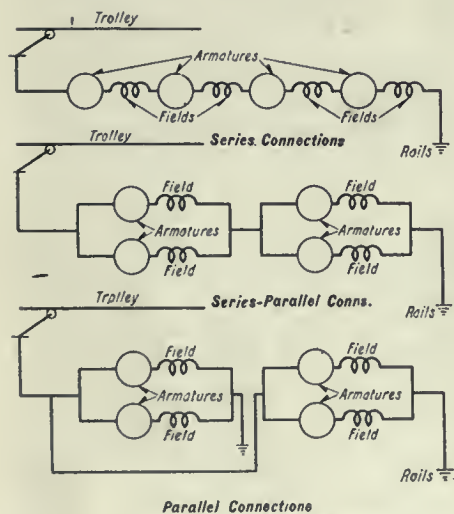 Trolley
Armatures
Fields Fields
Rails
Series Connections
Trolley
Field Field
Armatures Armatures
Field Field
Rails
Series-Parallel Conns.
Trolley
Field Field
Armatures Armatures
Field Field
Rails
Parallel Connections